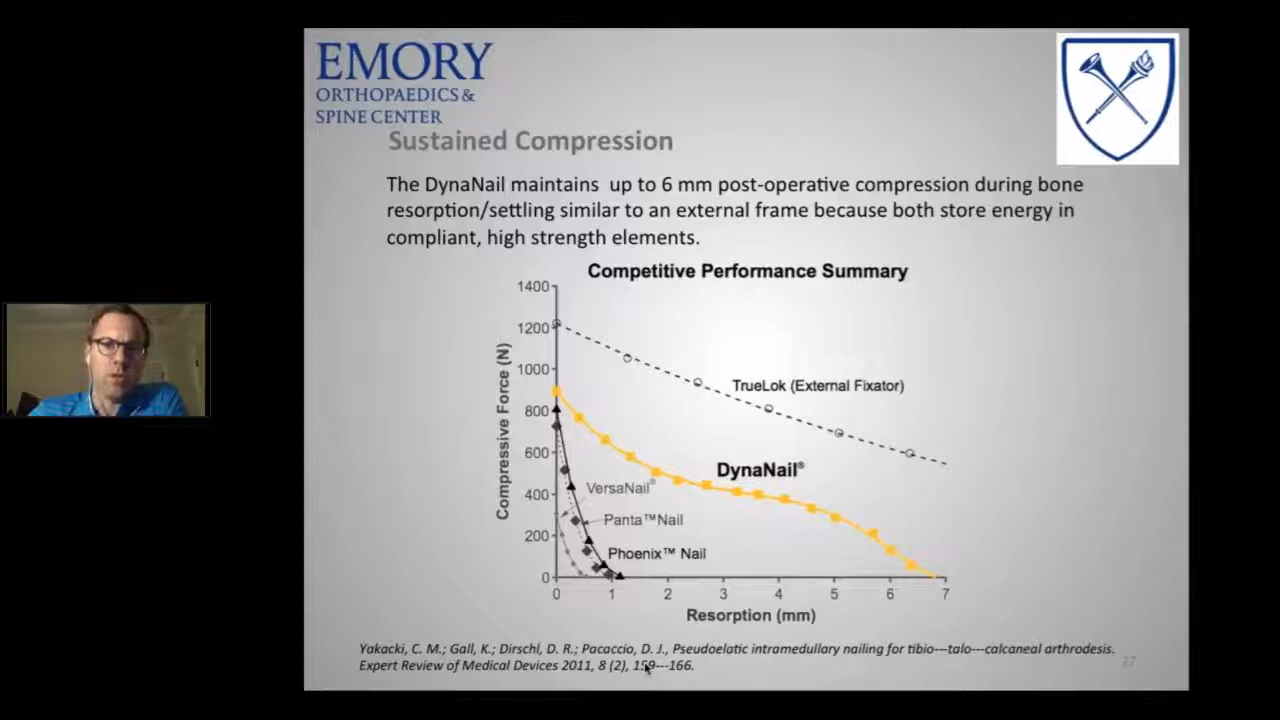 EMORY
ORTHOPAEDICS &
SPINE CENTER
Sustained Compression
The DynaNail maintains  up to 6 mm post-operative compression during bone
resorption/settling similar to an external frame because both store energy in
compliant, high strength elements.
Competitive Performance Summary
1400
1200
1000
800
600
400
200
0
Compressive Force (N)
TrueLok (External Fixator)
DynaNail®
VersaNail®
Panta™Nail
Phoenix™ Nail
0 1 2 3 4 5 6 7
Resorption (mm)
Yakacki, C. M.; Gall, K.; Dirschl, D. R.; Pacaccio, D. J., Pseudoelatic intramedullary nailing for tibio---talo---calcaneal arthrodesis.
Expert Review of Medical Devices 2011, 8 (2), 159---166.
27